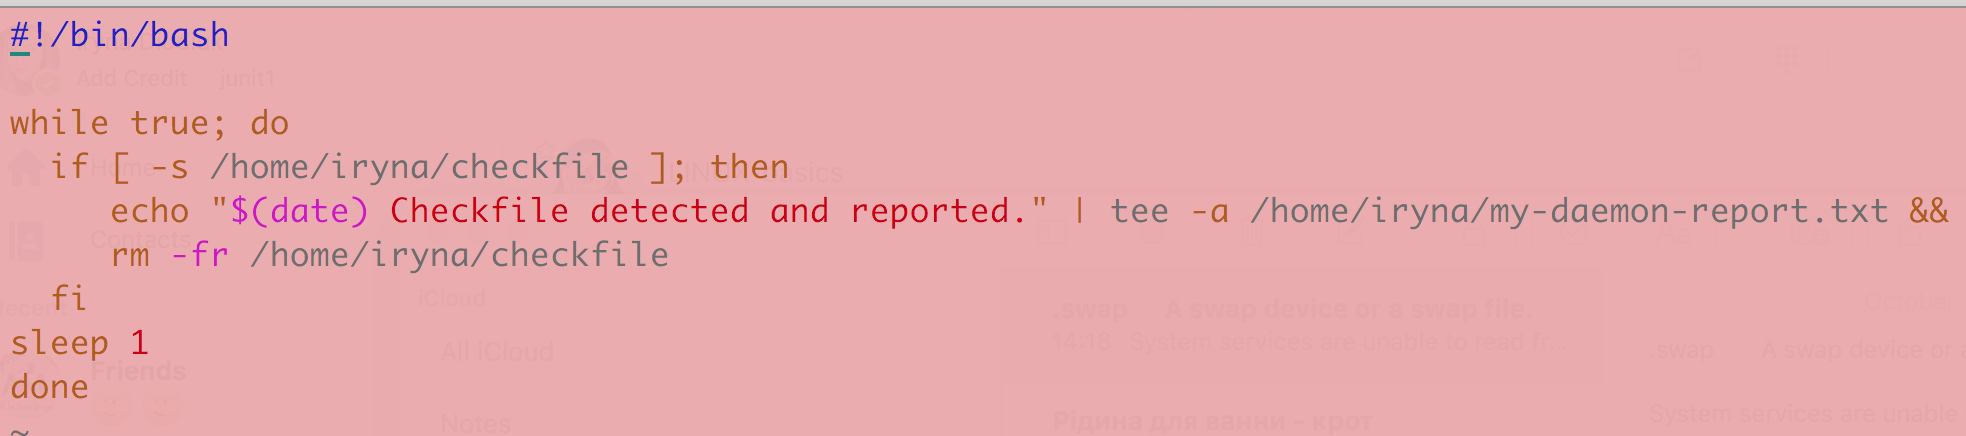 #!/bin/bash
Add Credit junit1
while true; do
if [ -s /home/iryna/checkfile ]; then
Home
Basics
echo "$(date) Checkfile detected and reported." | tee -a /home/iryna/my-daemon-report.txt &&
Contacts
rm -fr /home/iryna/checkfile
fi
iCloud
.swap A swap device or a swap file.
October
sleep 1
14:18 System services are unable to read fr...
All iCloud
.swap A swap device or a
Friends
done
Notes
Рідина для ванни - крот
System services are unable
~